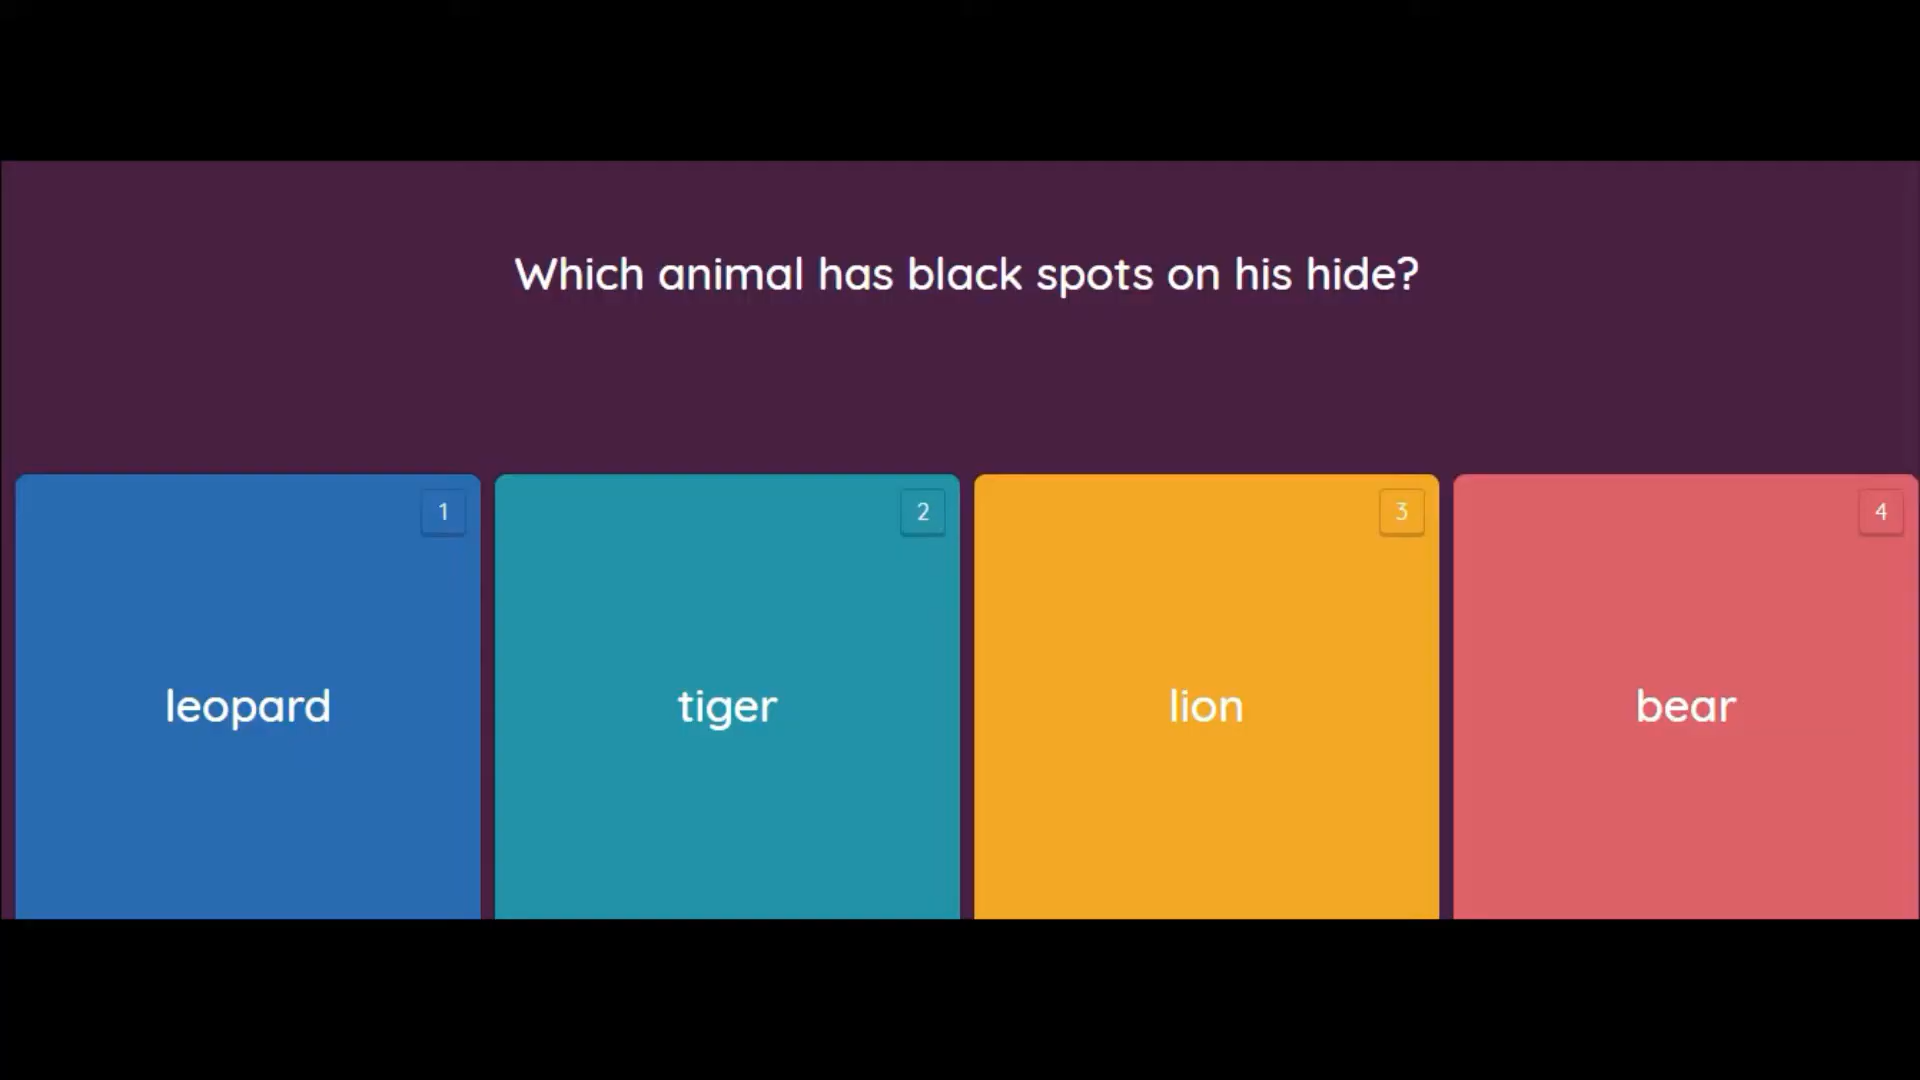 Which animal has black spots on his hide?
1
2
3
4
leopard
tiger
lion
bear